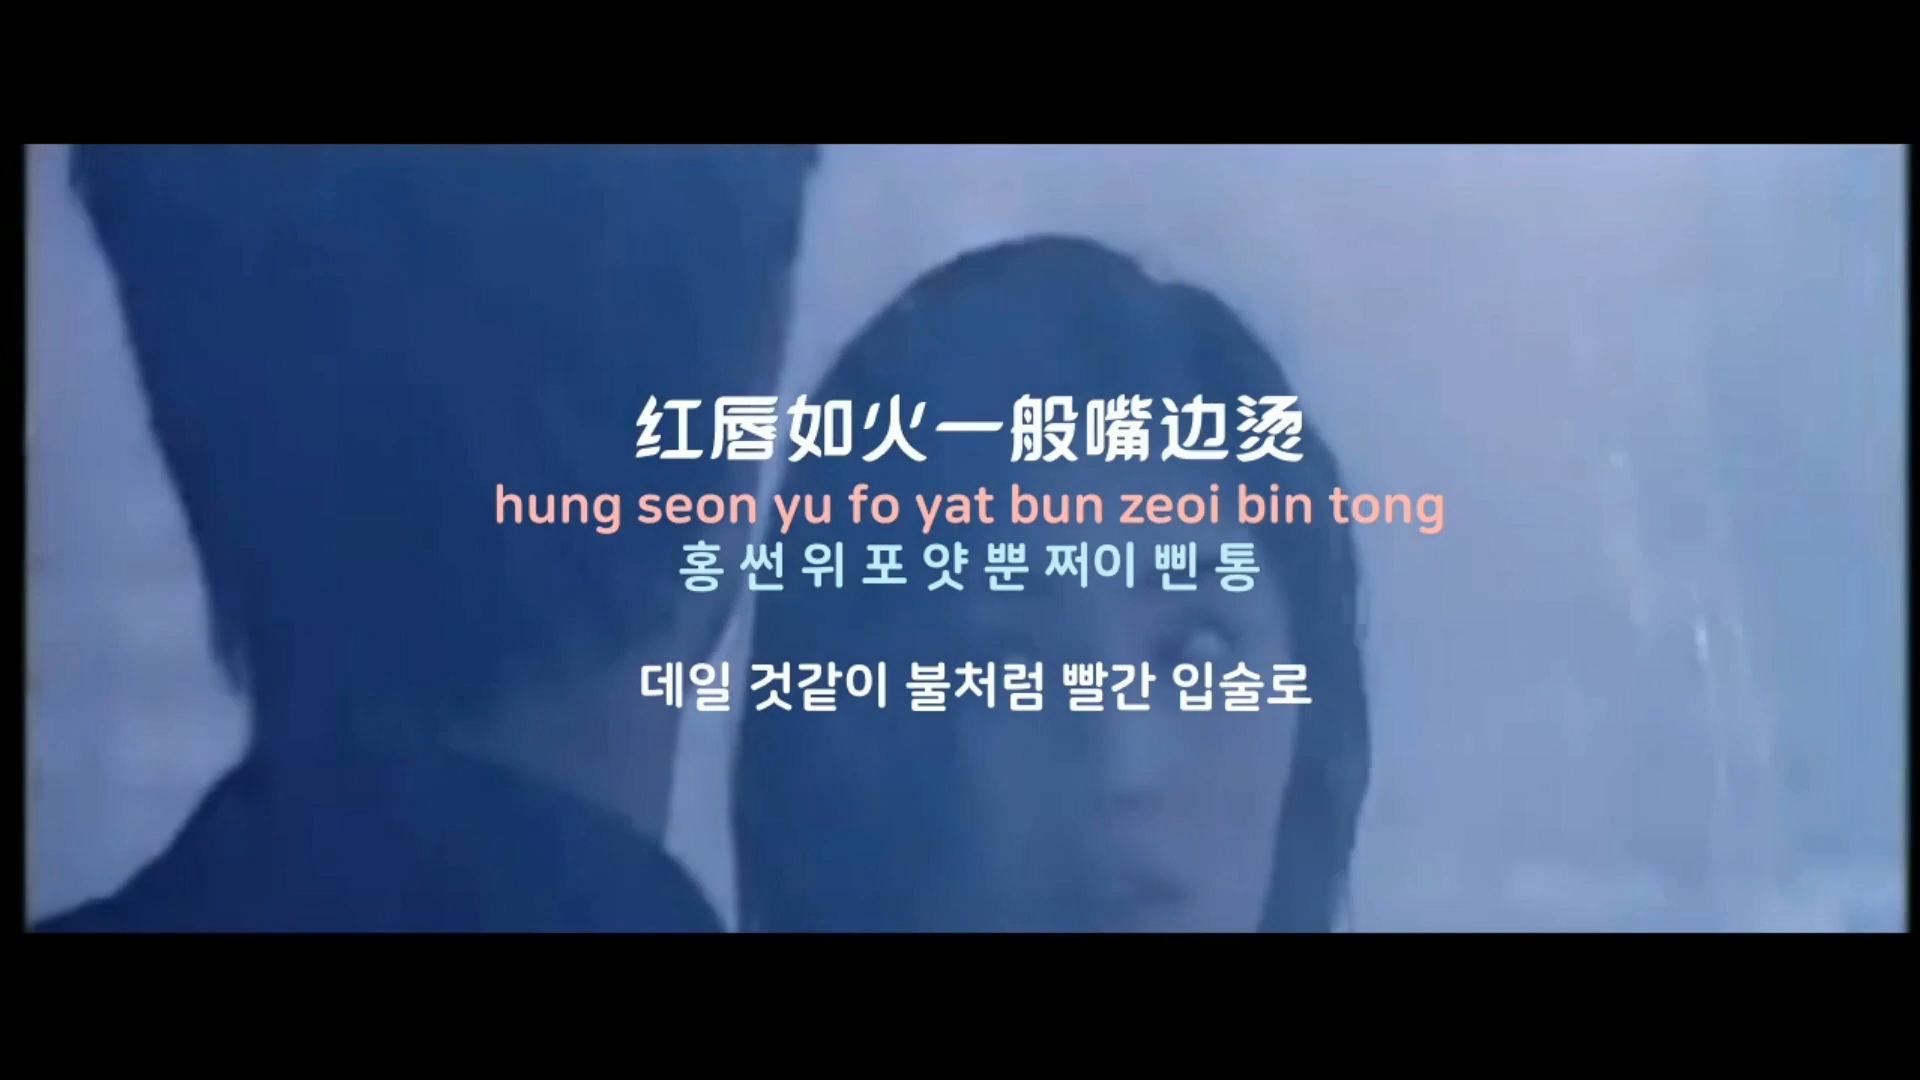 红唇如火一般嘴边烫
hung seon yu fo yat bun zeoi bin tong
홍 썬 위 포 얏 뿐 쩌이 삔 통
데일 것같이 불처럼 빨간 입술로